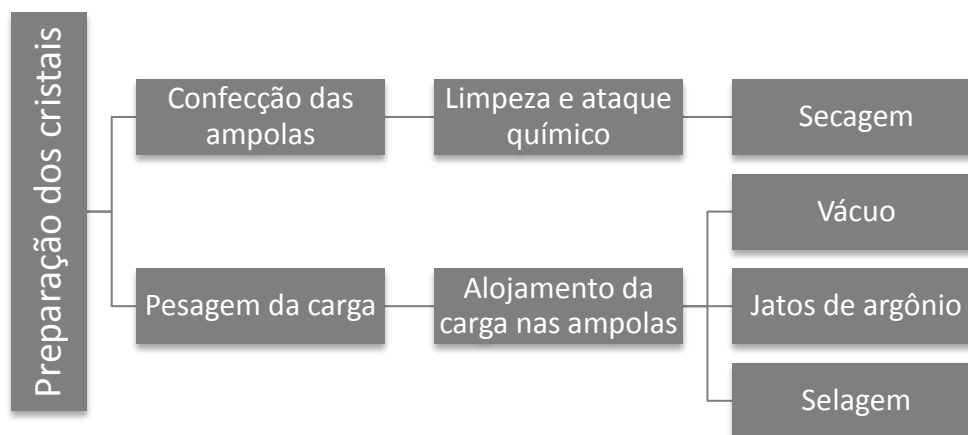 Preparação dos cristais
Confecção das
ampolas
Limpeza e ataque
químico
Secagem
Pesagem da carga
Alojamento da
carga nas ampolas
Vácuo
Jatos de argônio
Selagem